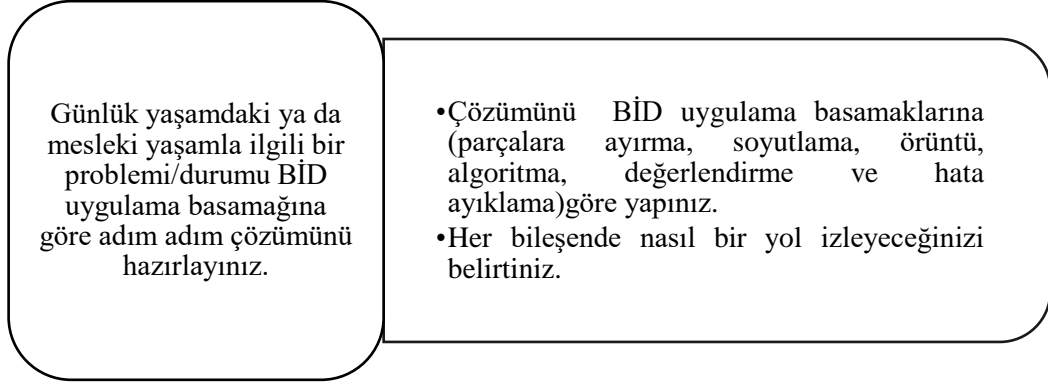 Günlük yaşamdaki ya da
mesleki yaşamla ilgili bir
problemi/durumu BİD
uygulama basamağına
göre adım adım çözümünü
hazırlayınız.
•Çözümünü BİD uygulama basamaklarına
(parçalara ayırma, soyutlama, örüntü,
algoritma, değerlendirme ve hata
ayıklama)göre yapınız.
•Her bileşende nasıl bir yol izleyeceğinizi
belirtiniz.